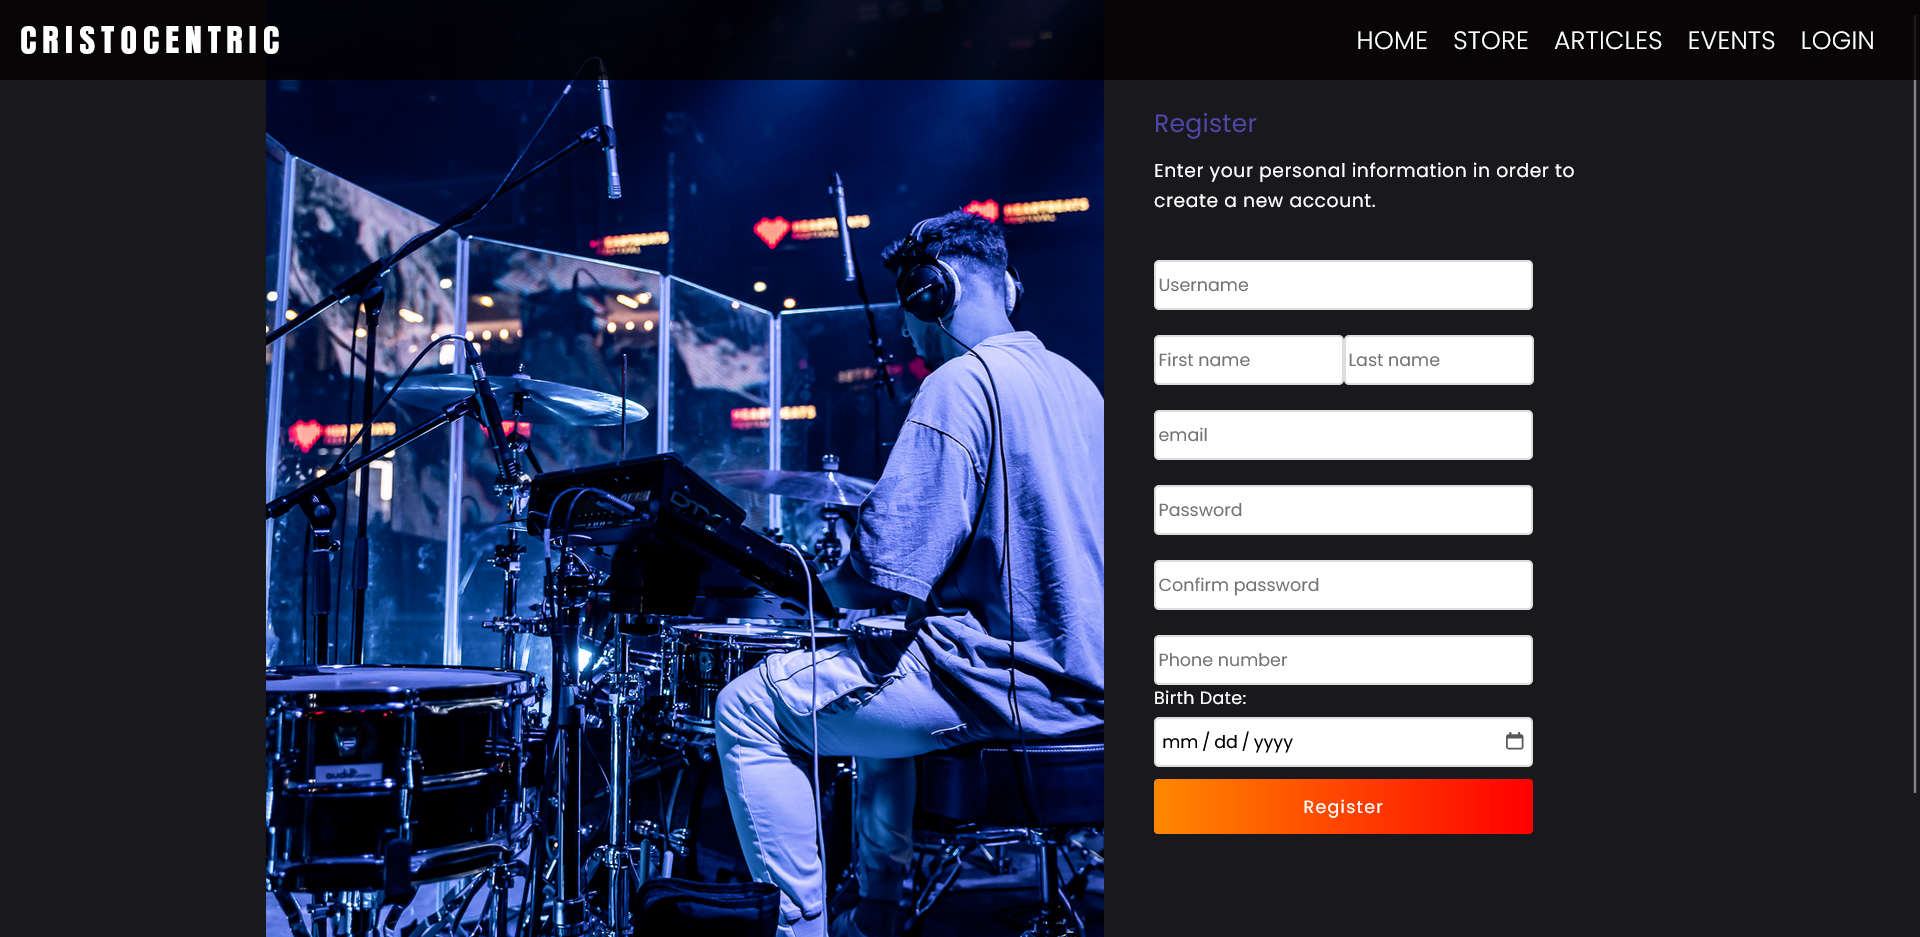 CRISTOCENTRIC
HOME STORE ARTICLES EVENTS LOGIN
Register
Enter your personal information in order to
create a new account.
Username
First name Last name
email
Password
Confirm password
Phone number
Birth Date:
mm / dd / yyyy
Register